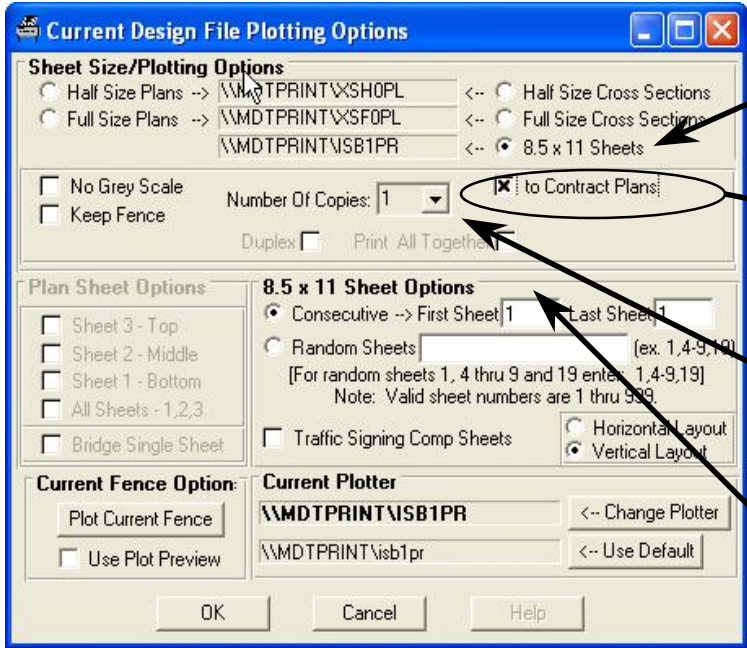 Current Design File Plotting Options
Sheet Size/Plotting Options
Half Size Plans --> \\MDTPRINT\XSH0PL <-- Half Size Cross Sections
Full Size Plans --> \\MDTPRINT\XSF0PL <-- Full Size Cross Sections
\\MDTPRINT\ISB1PR <-- 8.5 x 11 Sheets
No Grey Scale
Keep Fence
Number Of Copies: 1
to Contract Plans
Duplex Print All Together
Plan Sheet Options
Sheet 3 - Top
Sheet 2 - Middle
Sheet 1 - Bottom
All Sheets - 1,2,3
Bridge Single Sheet
8.5 x 11 Sheet Options
Consecutive --> First Sheet 1 Last Sheet 1
Random Sheets (ex. 1,4-9,19)
[For random sheets 1, 4 thru 9 and 19 enter: 1,4-9,19]
Note: Valid sheet numbers are 1 thru 999.
Traffic Signing Comp Sheets
Horizontal Layout
Vertical Layout
Current Fence Option:
Plot Current Fence
Use Plot Preview
Current Plotter
\\MDTPRINT\ISB1PR <-- Change Plotter
\\MDTPRINT\isb1pr <-- Use Default
OK Cancel Help